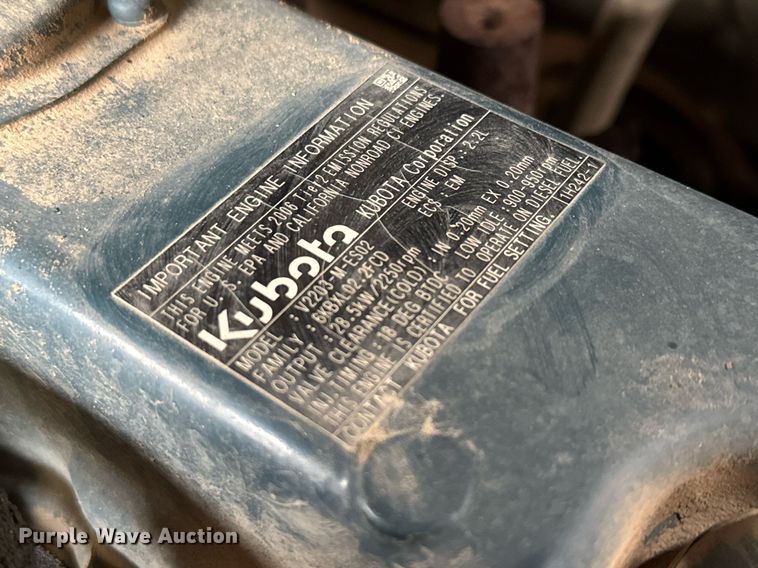 IMPORTANT ENGINE INFORMATION
THIS ENGINE MEETS 2006 Tier2 EMISSION REGULATIONS
FOR U.S. EPA AND CALIFORNIA NONROAD CI ENGINES.
Kubota KUBOTA Corporation
MODEL : V2203-M-ES02 ENGINE DISP.: 2.2L
FAMILY : 6KBXL02.2FCD ECS : EM
OUTPUT : 28.5kW/2250rpm
VALVE CLEARANCE(COLD) : IN 0.20mm EX 0.20mm
INJ.TIMING : 18 DEG BTDC LOW IDLE : 800-950rpm
THIS ENGINE IS CERTIFIED TO OPERATE ON DIESEL FUEL
CONTACT KUBOTA FOR FUEL SETTING. 1H242-
Purple Wave Auction